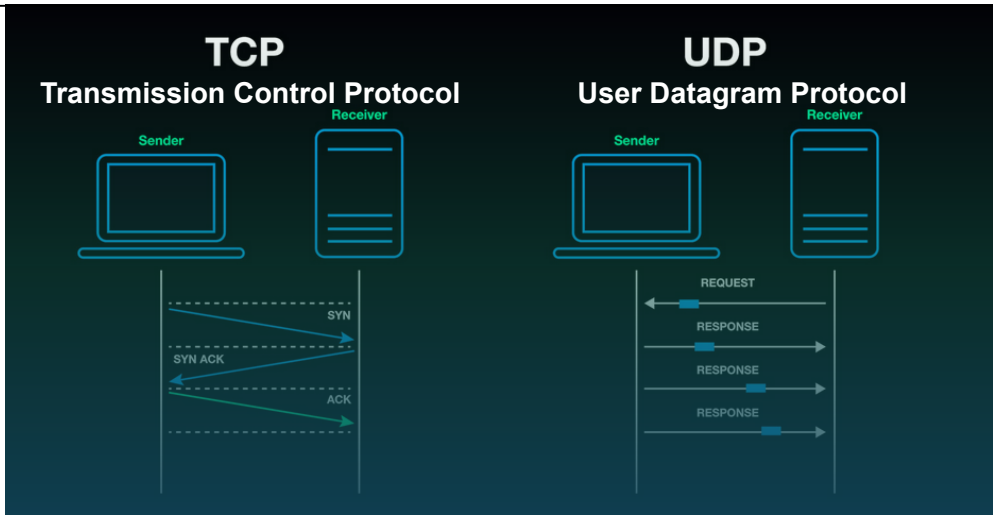 TCP
Transmission Control Protocol
Sender
Receiver
SYN
SYN ACK
ACK
UDP
User Datagram Protocol
Sender
Receiver
REQUEST
RESPONSE
RESPONSE
RESPONSE